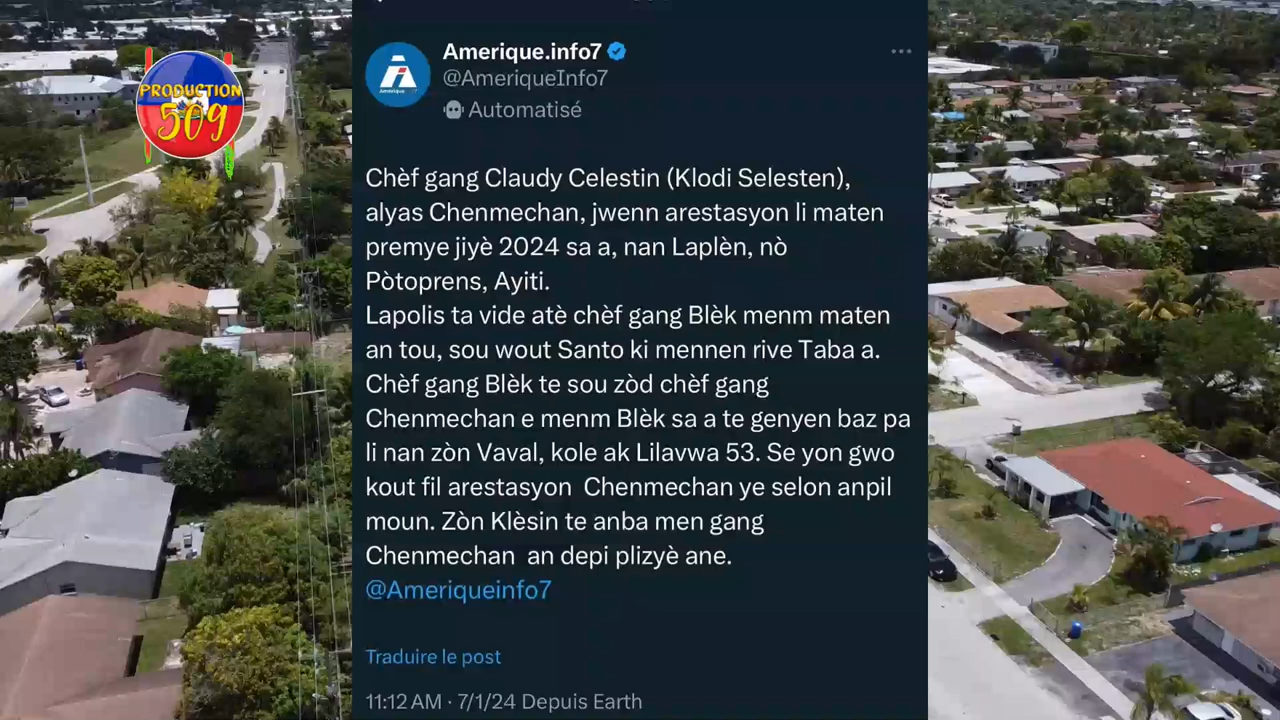 PRODUCTION
509
Amerique.info7
@AmeriqueInfo7
Automatisé
Chèf gang Claudy Celestin (Klodi Selesten),
alyas Chenmechan, jwenn arestasyon li maten
premye jiyè 2024 sa a, nan Laplèn, nò
Pòtoprens, Ayiti.
Lapolis ta vide atè chèf gang Blèk menm maten
an tou, sou wout Santo ki mennen rive Taba a.
Chèf gang Blèk te sou zòd chèf gang
Chenmechan e menm Blèk sa a te genyen baz pa
li nan zòn Vaval, kole ak Lilavwa 53. Se yon gwo
kout fil arestasyon  Chenmechan ye selon anpil
moun. Zòn Klèsin te anba men gang
Chenmechan  an depi plizyè ane.
@Ameriqueinfo7
Traduire le post
11:12 AM · 7/1/24 Depuis Earth